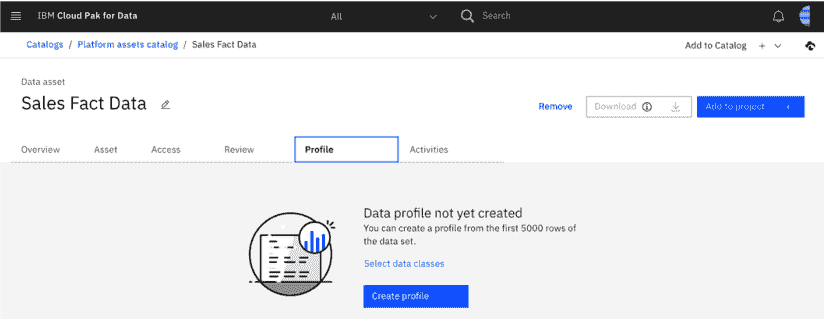 IBM Cloud Pak for Data
All
Search
Catalogs / Platform assets catalog / Sales Fact Data
Add to Catalog +
Data asset
Sales Fact Data
Remove
Download
Add to project
Overview
Asset
Access
Review
Profile
Activities
Data profile not yet created
You can create a profile from the first 5000 rows of
the data set.
Select data classes
Create profile